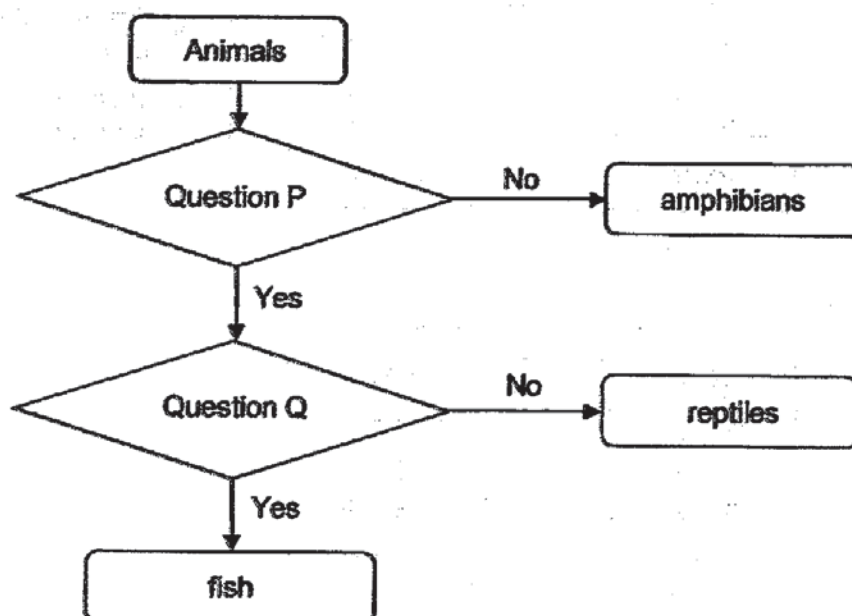 Animals
Question P
No
amphibians
Yes
Question Q
No
reptiles
Yes
fish